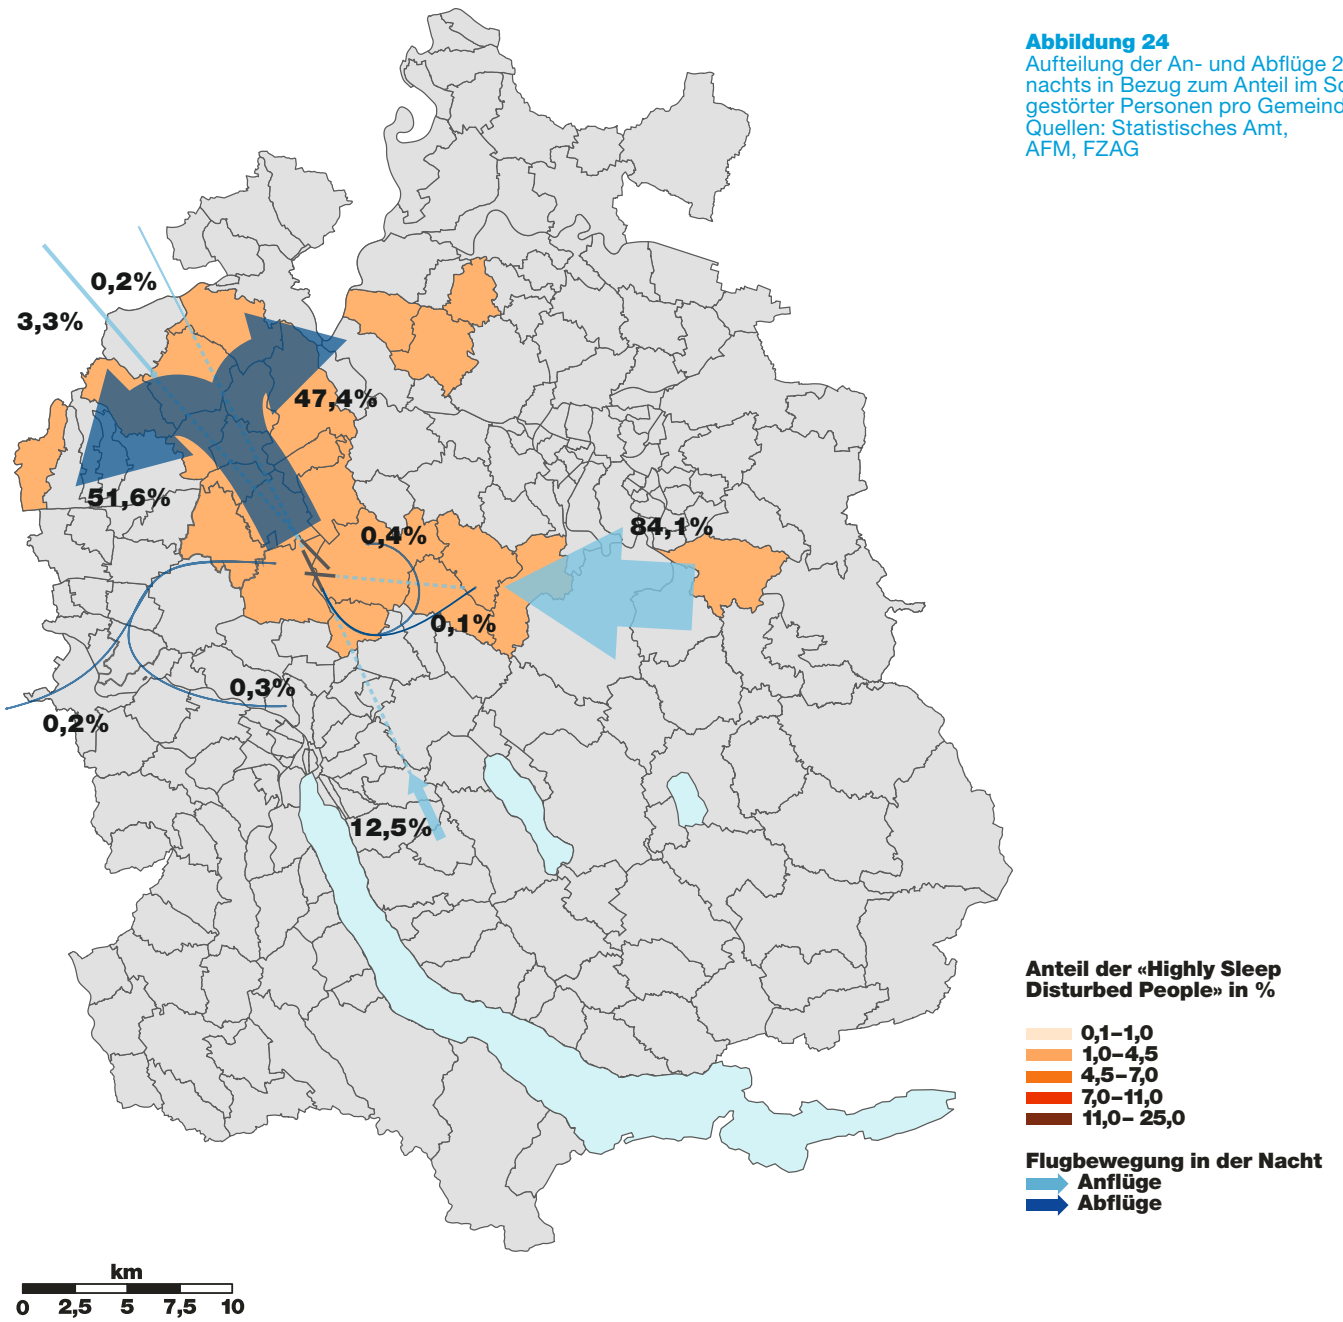 Abbildung 24
Aufteilung der An- und Abflüge 2
nachts in Bezug zum Anteil im
gestörter Personen pro
Quellen: Statistisches Amt,
AFM, FZAG
0,2%
3,3%
47,4%
51,6%
0,4%
84,1%
0,1%
0,3%
0,2%
12,5%
Anteil der «Highly Sleep
Disturbed People» in %
0,1–1,0
1,0–4,5
4,5–7,0
7,0–11,0
11,0– 25,0
Flugbewegung in der Nacht
Anflüge
Abflüge
km
0 2,5 5 7,5 10